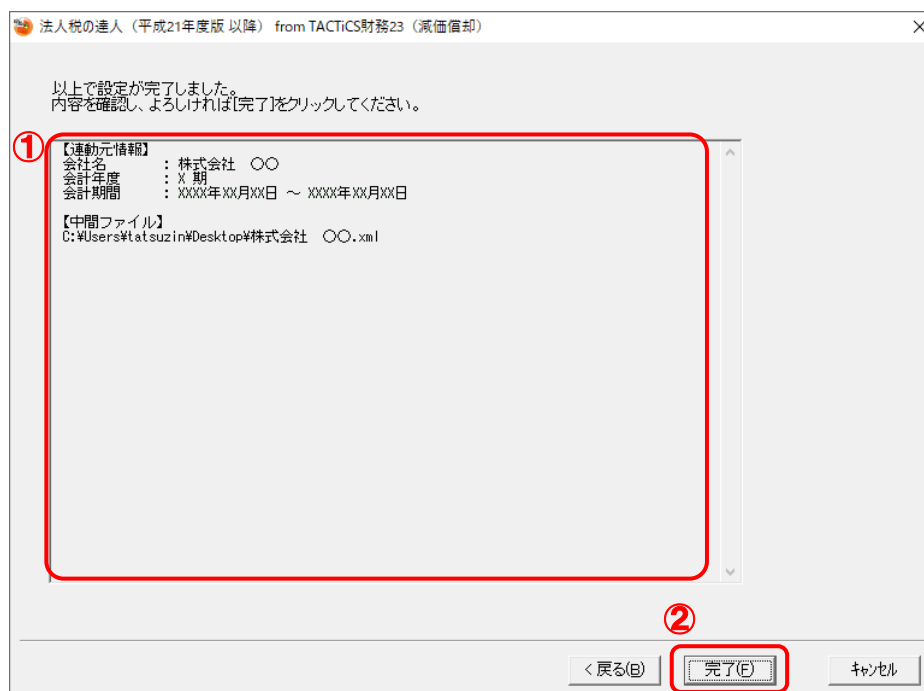 法人税の達人（平成21年度版 以降） from TACTiCS財務23（減価償却）
以上で設定が完了しました。
内容を確認し、よろしければ[完了]をクリックしてください。
①
【連動元情報】
会社名 : 株式会社 〇〇
会計年度 : X 期
会計期間 : XXXX年XX月XX日 ～ XXXX年XX月XX日
【中間ファイル】
C:¥Users¥tatsuzin¥Desktop¥株式会社 〇〇.xml
②
< 戻る(B) 完了(F) キャンセル